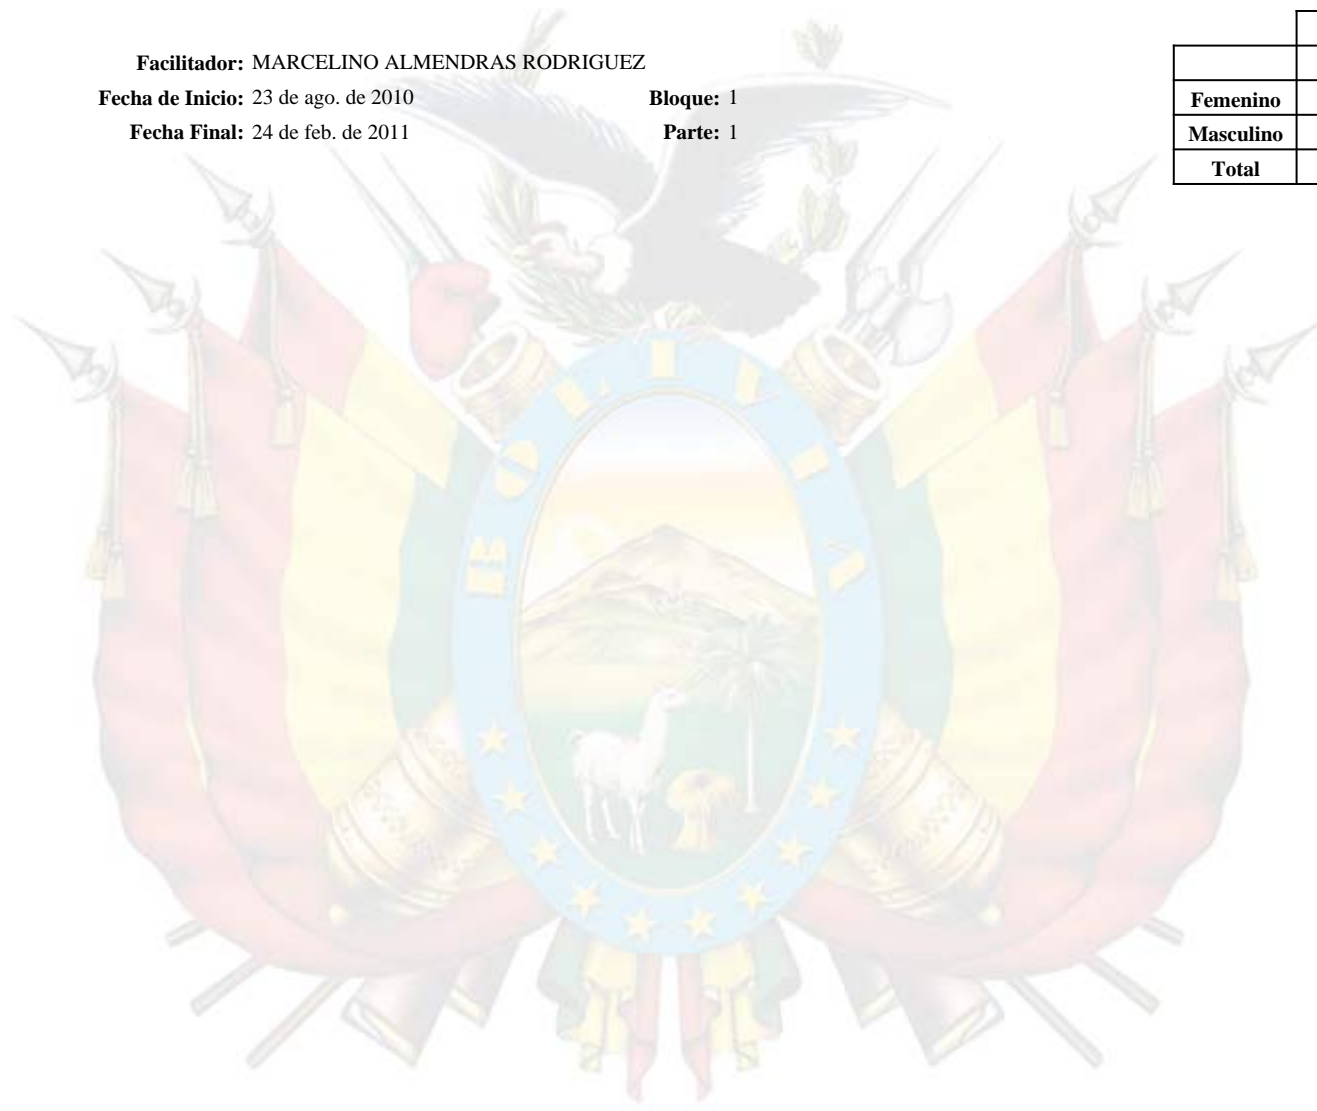 Facilitador: MARCELINO ALMENDRAS RODRIGUEZ
Fecha de Inicio: 23 de ago. de 2010 Bloque: 1
Fecha Final: 24 de feb. de 2011 Parte: 1
Femenino
Masculino
Total
BOLIVIA